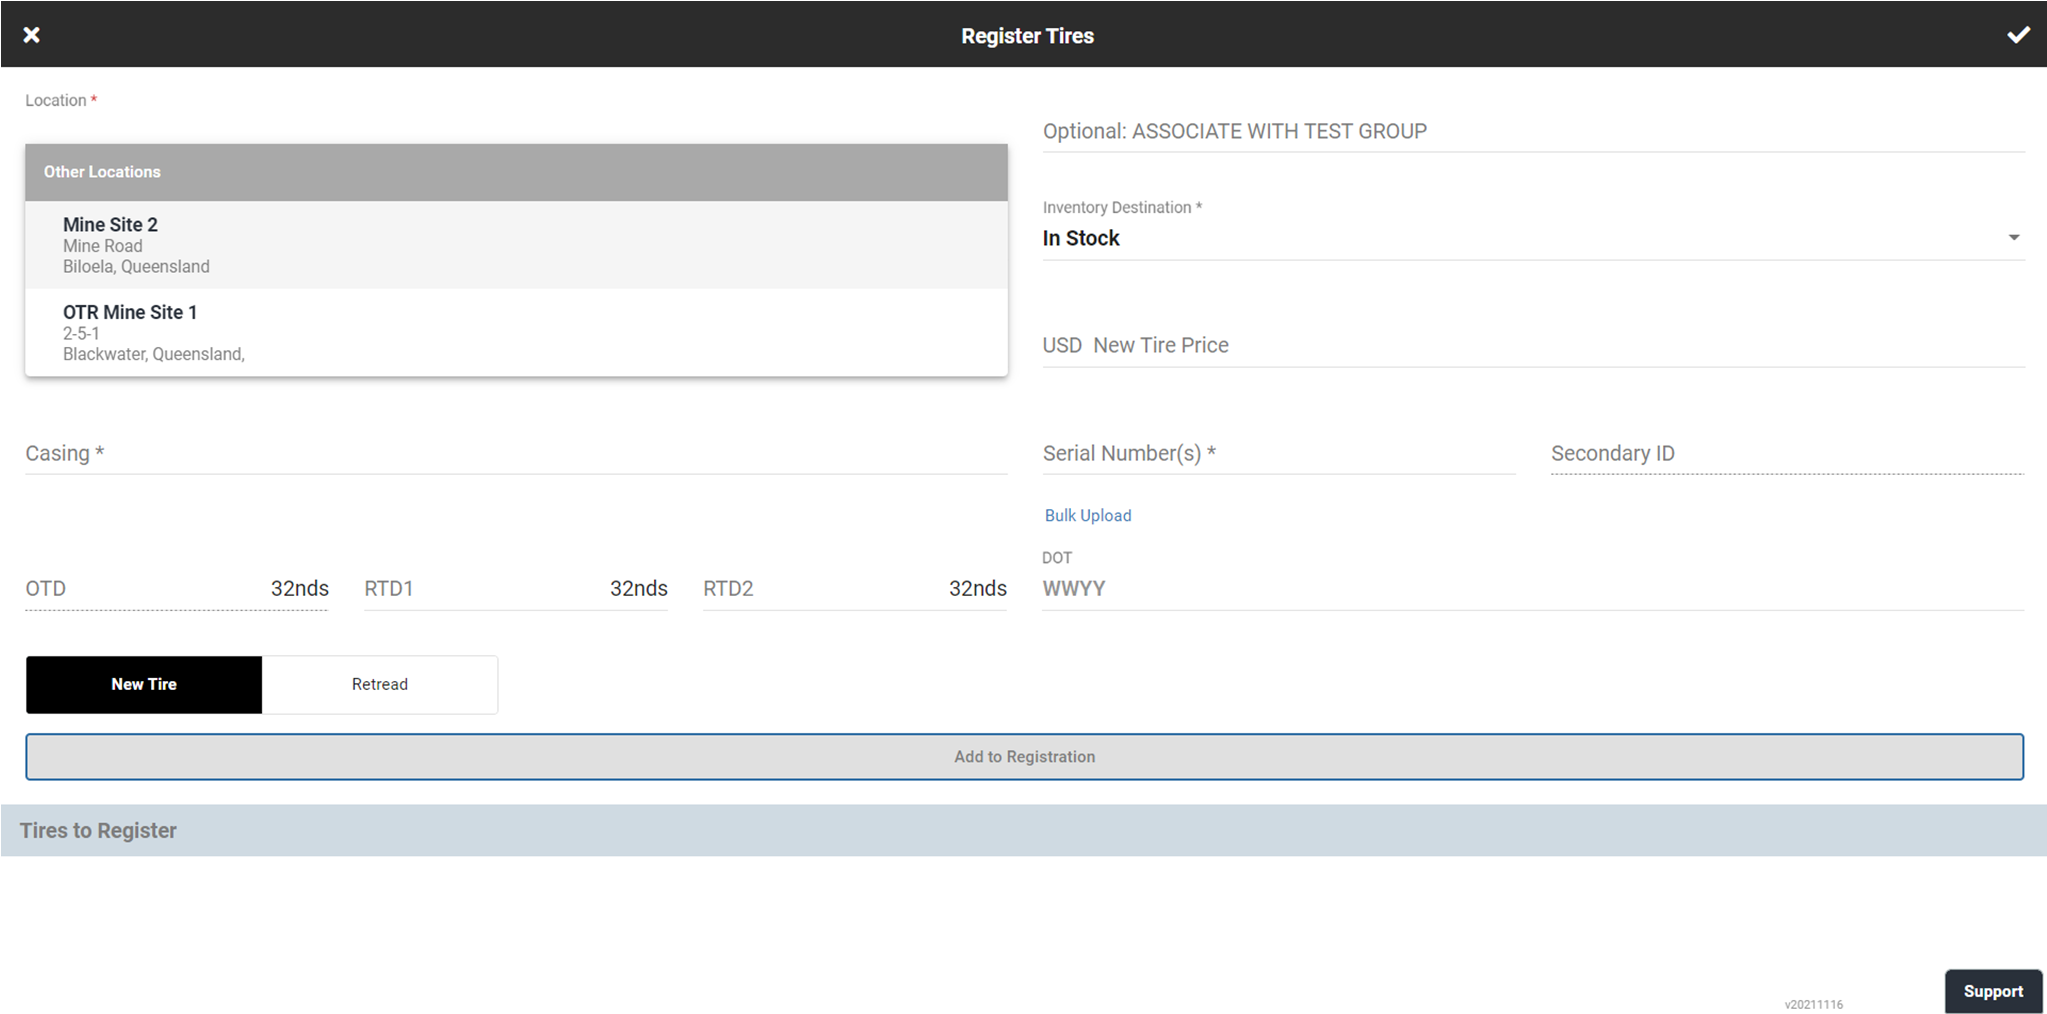 Register Tires
Location *
Optional: ASSOCIATE WITH TEST GROUP
Other Locations
Mine Site 2
Mine Road
Biloela, Queensland
OTR Mine Site 1
2-5-1
Blackwater, Queensland,
Inventory Destination *
In Stock
USD New Tire Price
Casing *
Serial Number(s) *
Secondary ID
Bulk Upload
DOT
OTD 32nds
RTD1 32nds
RTD2 32nds
WWYY
New Tire
Retread
Add to Registration
Tires to Register
v20211116
Support